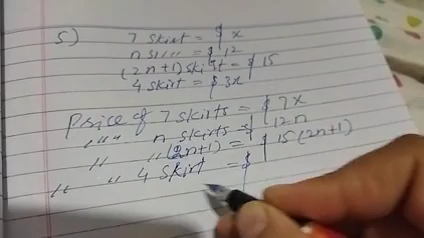 5) 7 skirt = $ x
n " " " = $ 12
(2n+1) skirt = $ 15
4 skirt = $ 3x
price of 7 skirts = $ 7x
" " " n skirts = $ 12n
" " (2n+1) = $ 15(2n+1)
" " 4 skirt = $